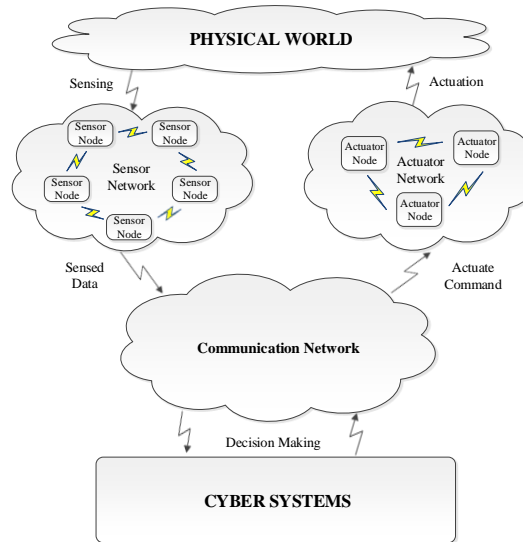 PHYSICAL WORLD
Sensing
Actuation
Sensor
Node
Sensor
Node
Sensor
Network
Sensor
Node
Sensor
Node
Sensor
Node
Actuator
Node
Actuator
Node
Actuator
Network
Actuator
Node
Sensed
Data
Actuate
Command
Communication Network
Decision Making
CYBER SYSTEMS